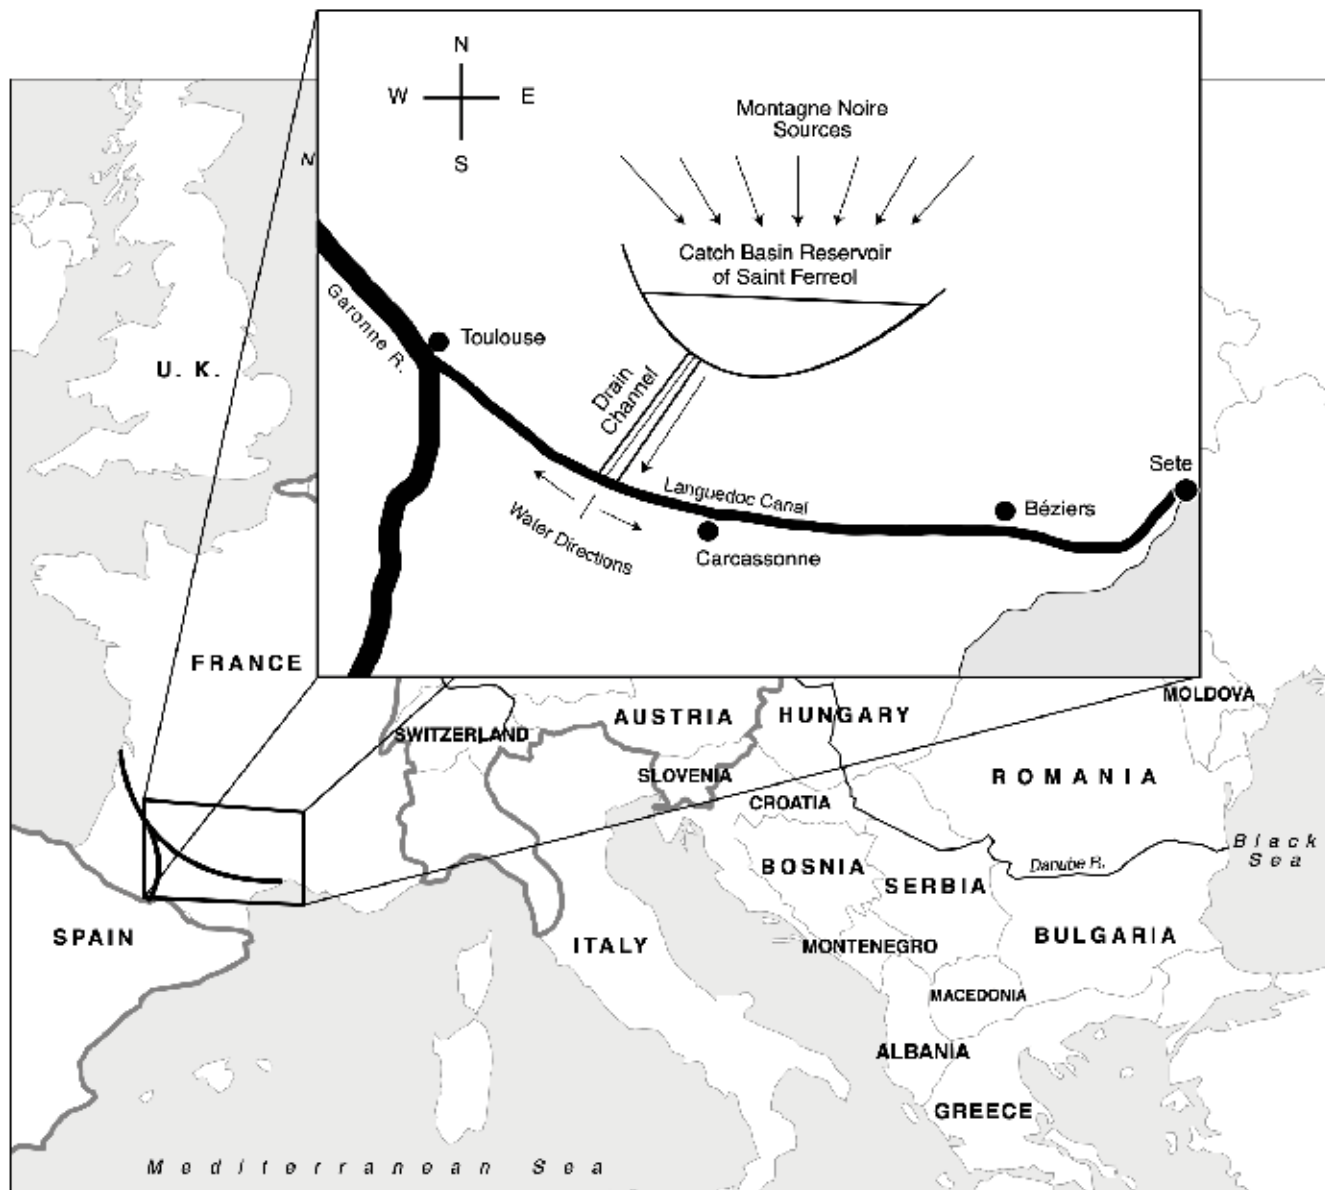 N
W E
S
Montagne Noire
Sources
Catch Basin Reservoir
of Saint Ferreol
Garonne R.
Toulouse
Drain
Channel
Languedoc Canal
Water Directions
Carcassonne
Béziers
Sete
N
U. K.
FRANCE
SWITZERLAND
AUSTRIA
HUNGARY
MOLDOVA
SLOVENIA
CROATIA
ROMANIA
BOSNIA
SERBIA
Danube R.
Black
Sea
SPAIN
ITALY
MONTENEGRO
BULGARIA
MACEDONIA
ALBANIA
GREECE
Mediterranean Sea